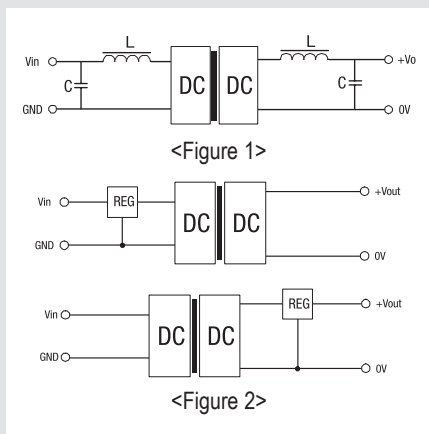 L L
Vin +Vo
C DC DC C
GND 0V
<Figure 1>
Vin REG +Vout
DC DC
GND 0V
Vin REG +Vout
DC DC
GND 0V
<Figure 2>